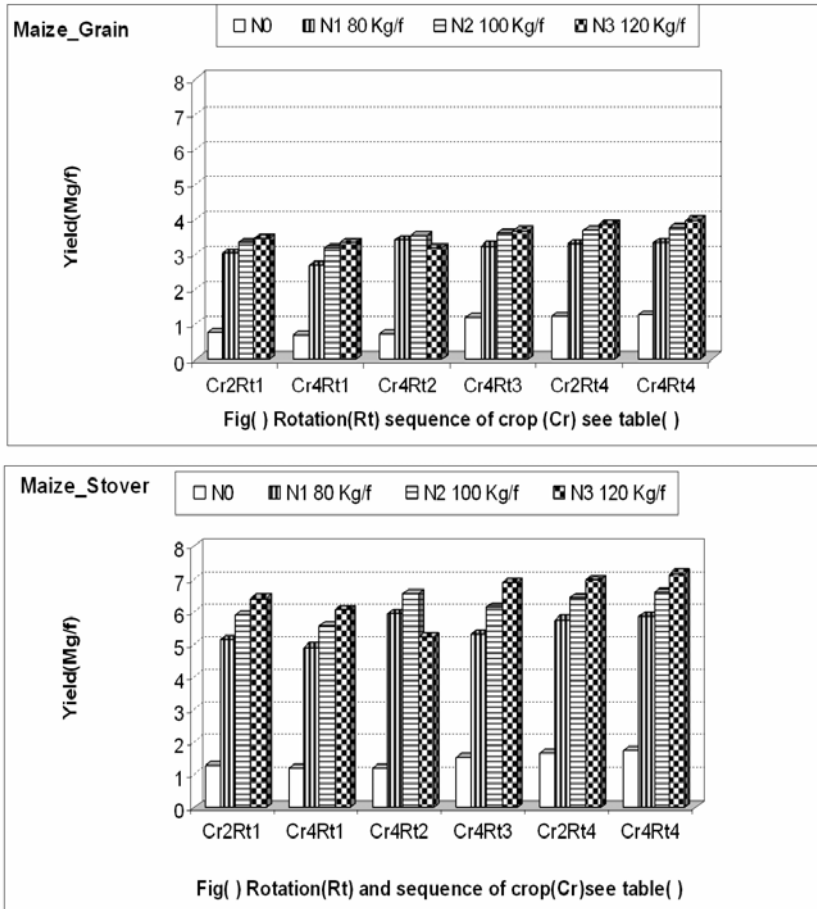 Maize_Grain
N0 N1 80 Kg/f N2 100 Kg/f N3 120 Kg/f
8
7
6
5
4
3
2
1
0
Yield(Mg/f)
Cr2Rt1 Cr4Rt1 Cr4Rt2 Cr4Rt3 Cr2Rt4 Cr4Rt4
Fig( ) Rotation(Rt) sequence of crop (Cr) see table( )
Maize_Stover
N0 N1 80 Kg/f N2 100 Kg/f N3 120 Kg/f
8
7
6
5
4
3
2
1
0
Yield(Mg/f)
Cr2Rt1 Cr4Rt1 Cr4Rt2 Cr4Rt3 Cr2Rt4 Cr4Rt4
Fig( ) Rotation(Rt) and sequence of crop(Cr)see table( )